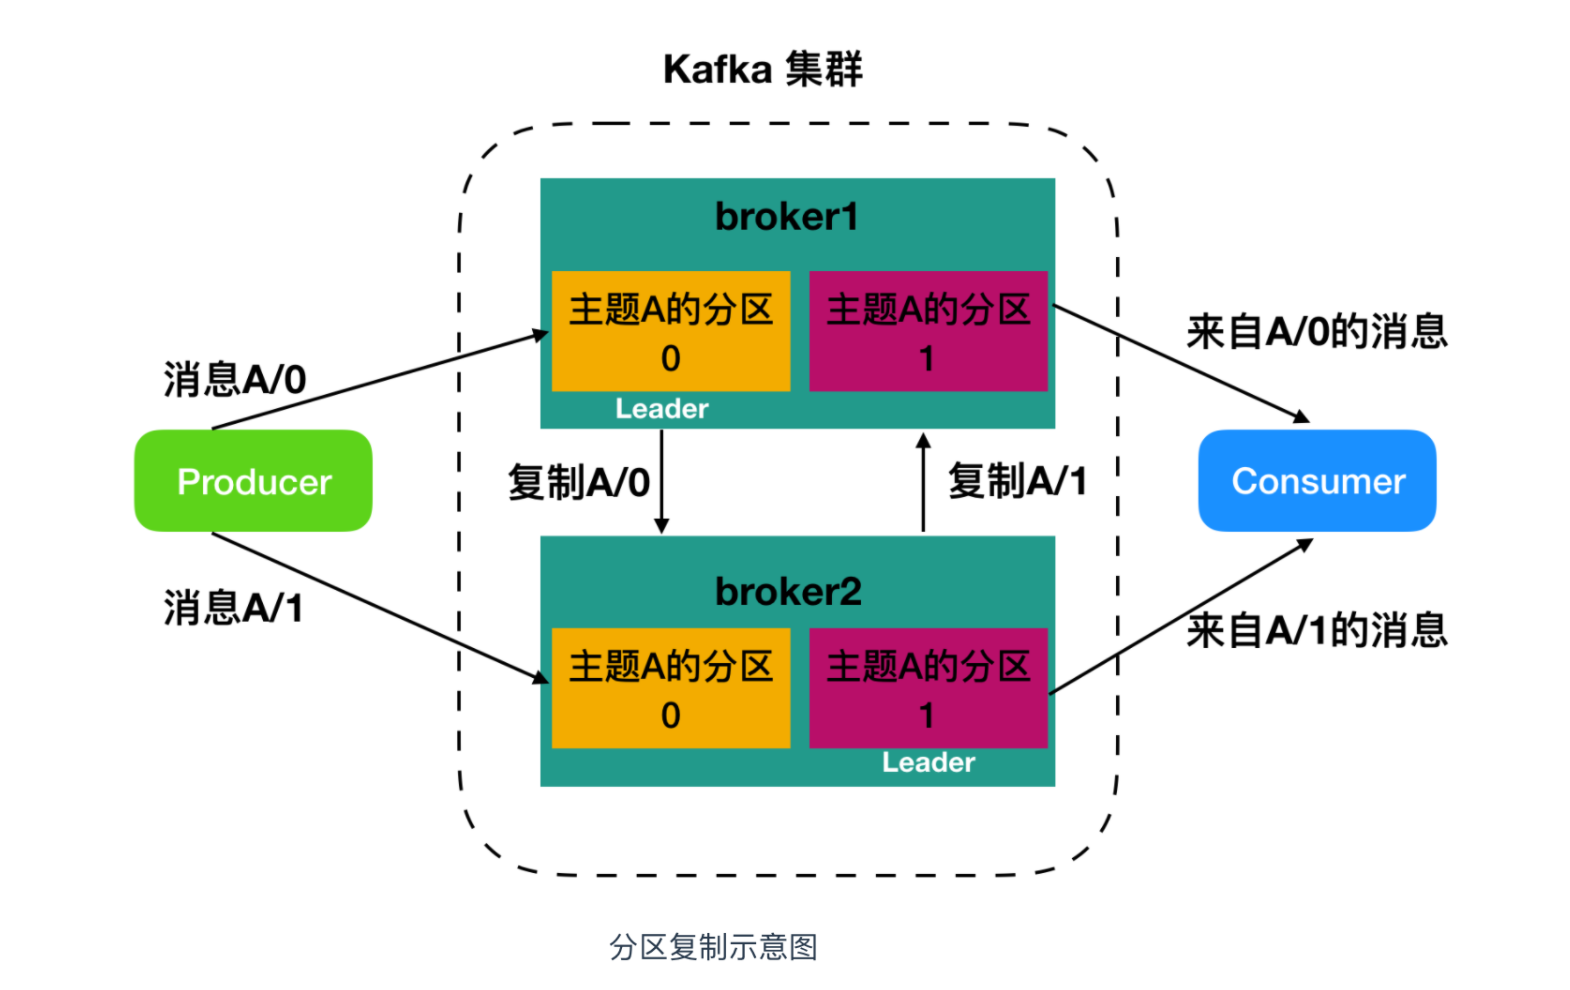 Kafka 集群
broker1
主题A的分区
0
主题A的分区
1
Leader
消息A/0
来自A/0的消息
Producer
复制A/0
复制A/1
Consumer
消息A/1
来自A/1的消息
broker2
主题A的分区
0
主题A的分区
1
Leader
分区复制示意图